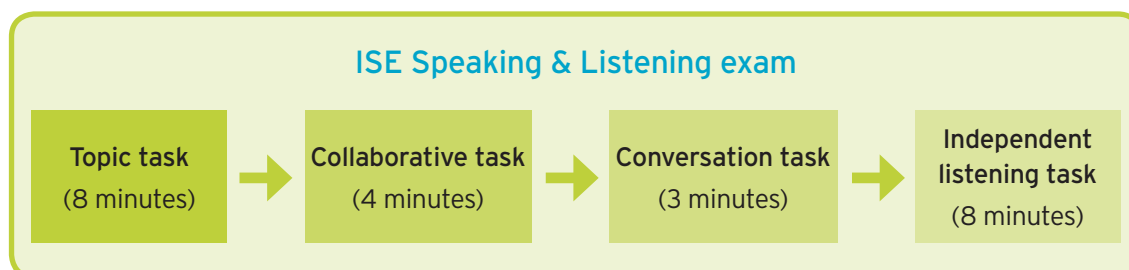 ISE Speaking & Listening exam
Topic task
(8 minutes)
Collaborative task
(4 minutes)
Conversation task
(3 minutes)
Independent
listening task
(8 minutes)